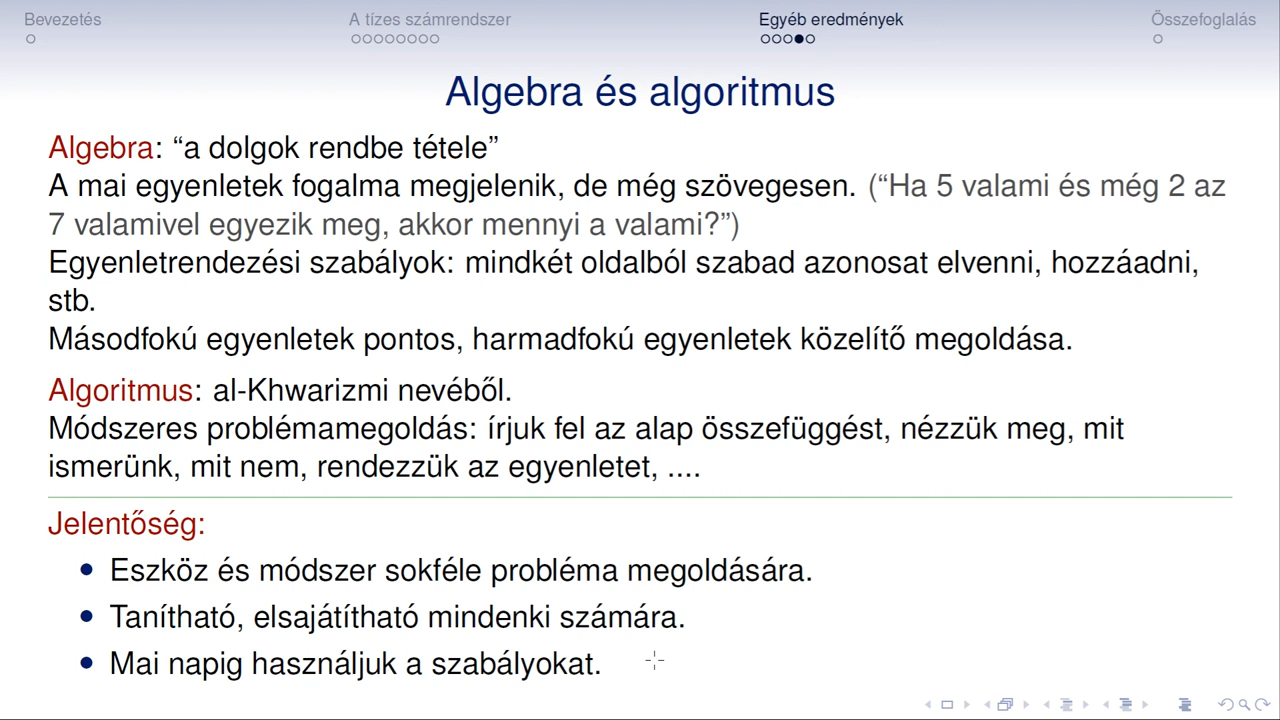 Bevezetés
A tízes számrendszer
Egyéb eredmények
Összefoglalás
Algebra és algoritmus
Algebra: “a dolgok rendbe tétele”
A mai egyenletek fogalma megjelenik, de még szövegesen. (“Ha 5 valami és még 2 az
7 valamivel egyezik meg, akkor mennyi a valami?”)
Egyenletrendezési szabályok: mindkét oldalból szabad azonosat elvenni, hozzáadni,
stb.
Másodfokú egyenletek pontos, harmadfokú egyenletek közelítő megoldása.
Algoritmus: al-Khwarizmi nevéből.
Módszeres problémamegoldás: írjuk fel az alap összefüggést, nézzük meg, mit
ismerünk, mit nem, rendezzük az egyenletet, ....
Jelentőség:
Eszköz és módszer sokféle probléma megoldására.
Tanítható, elsajátítható mindenki számára.
Mai napig használjuk a szabályokat.